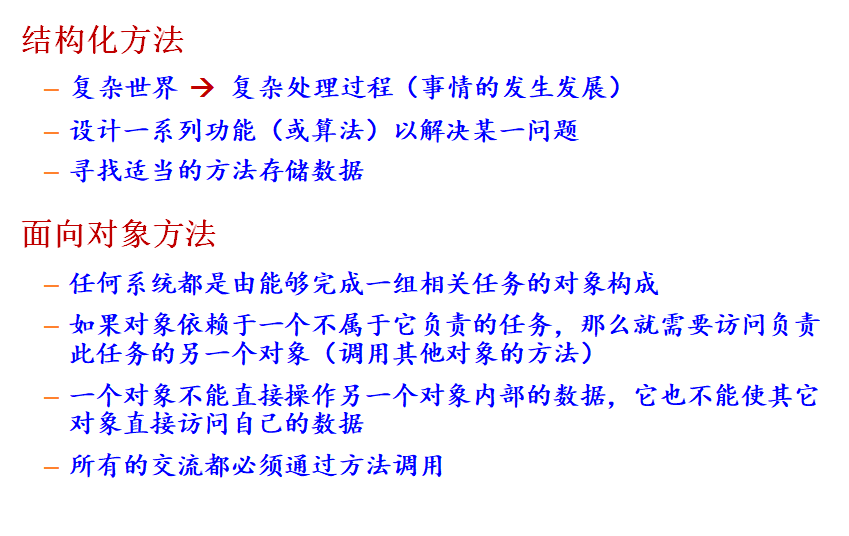 结构化方法
– 复杂世界 → 复杂处理过程（事情的发生发展）
– 设计一系列功能（或算法）以解决某一问题
– 寻找适当的方法存储数据
面向对象方法
– 任何系统都是由能够完成一组相关任务的对象构成
– 如果对象依赖于一个不属于它负责的任务，那么就需要访问负责
此任务的另一个对象（调用其他对象的方法）
– 一个对象不能直接操作另一个对象内部的数据，它也不能使其它
对象直接访问自己的数据
– 所有的交流都必须通过方法调用